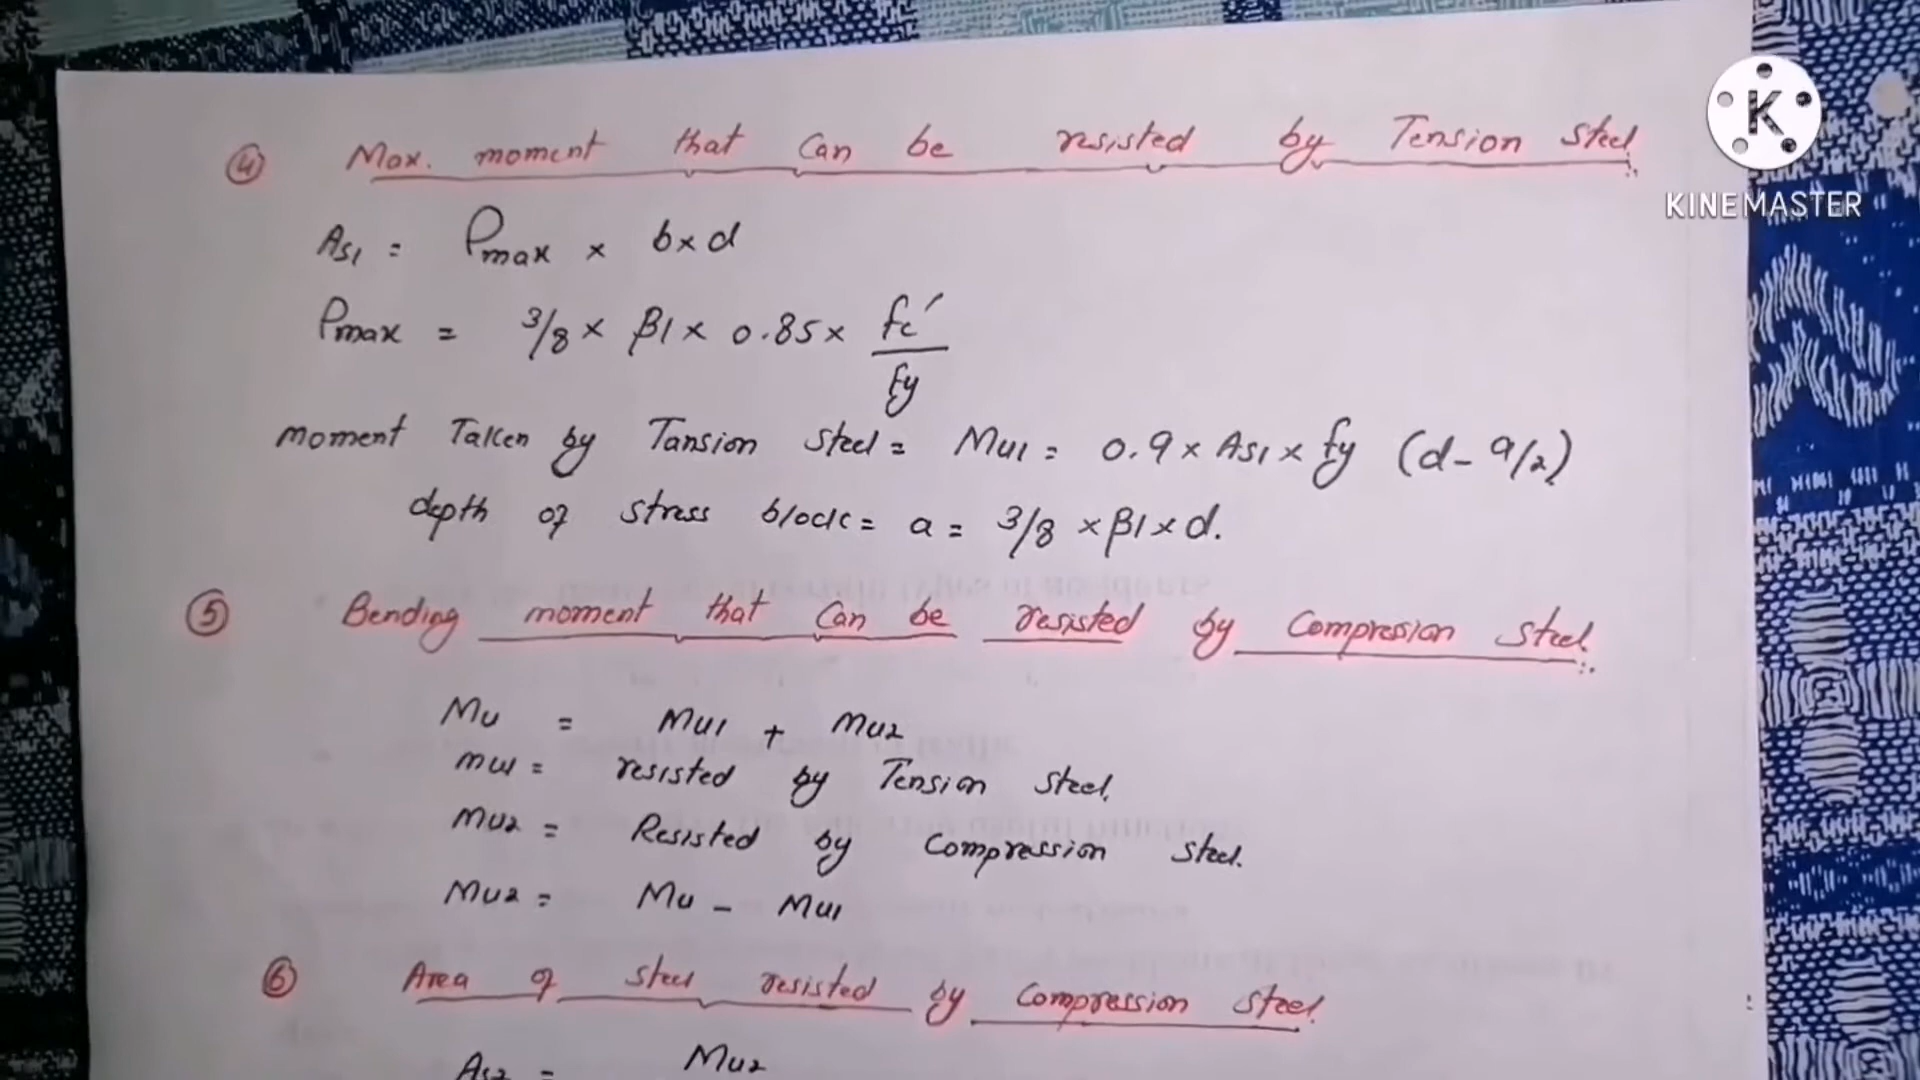 ④ Max. moment that Can be resisted by Tension Steel
K
KINEMASTER
As1 = ρmax × b×d
ρmax = 3/8 × β1 × 0.85 × fc'/fy
moment Taken by Tansion Steel = Mu1 = 0.9 × As1 × fy (d - a/2)
depth of stress block = a = 3/8 × β1 × d.
⑤ Bending moment that Can be resisted by Compression Steel
Mu = Mu1 + Mu2
mu1 = resisted by Tension Steel.
Mu2 = Resisted by Compression Steel.
Mu2 = Mu - Mu1
⑥ Area of Steel resisted by Compression Steel
As2 = Mu2